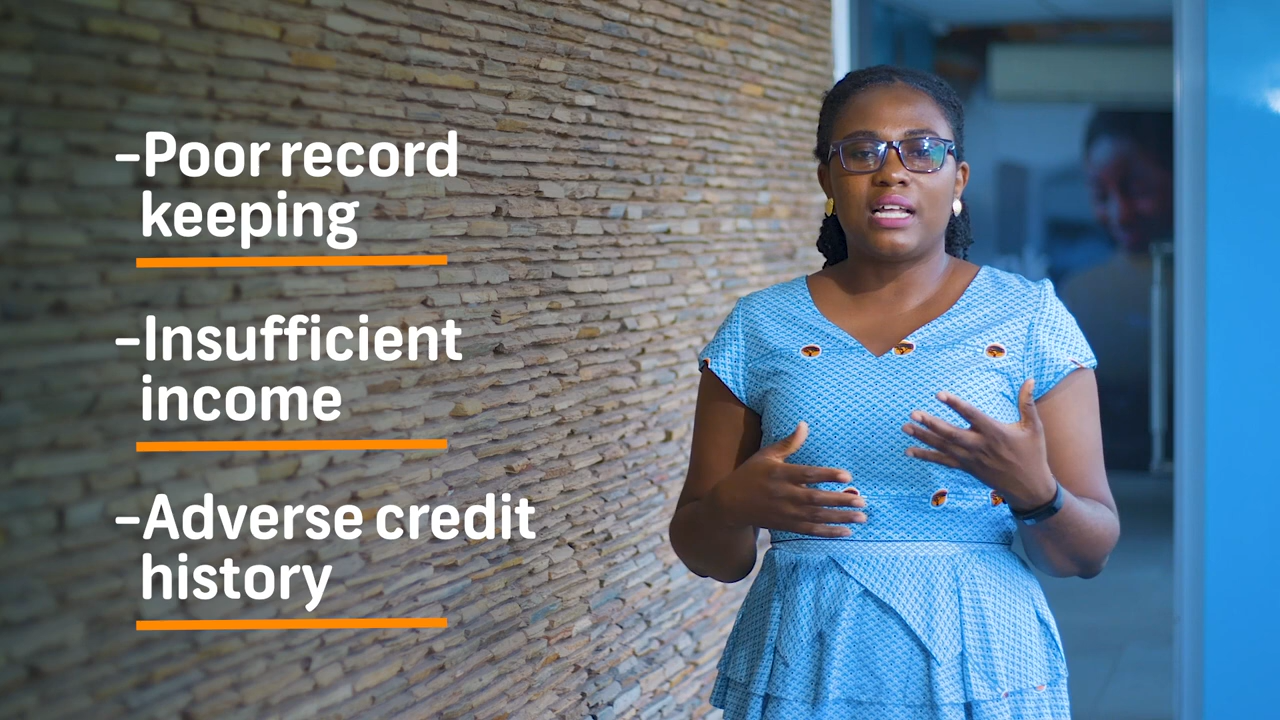 –Poor record
keeping
–Insufficient
income
–Adverse credit
history